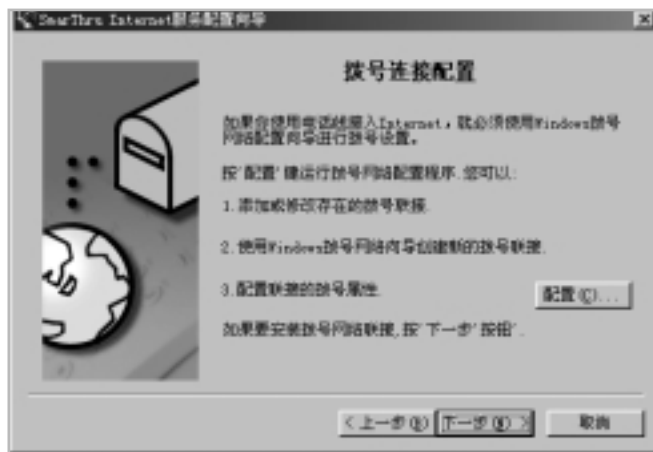 SmarThru Internet服务配置向导
拨号连接配置
如果你使用电话线接入Internet，就必须使用Windows拨号
网络配置向导进行拨号设置。
按'配置'键运行拨号网络配置程序.您可以:
1.添加或修改存在的拨号联接.
2.使用Windows拨号网络向导创建新的拨号联接.
3.配置联接的拨号属性.
配置(C)...
如果要安装拨号网络联接,按'下一步'按钮'.
<上一步(B) 下一步(N)> 取消